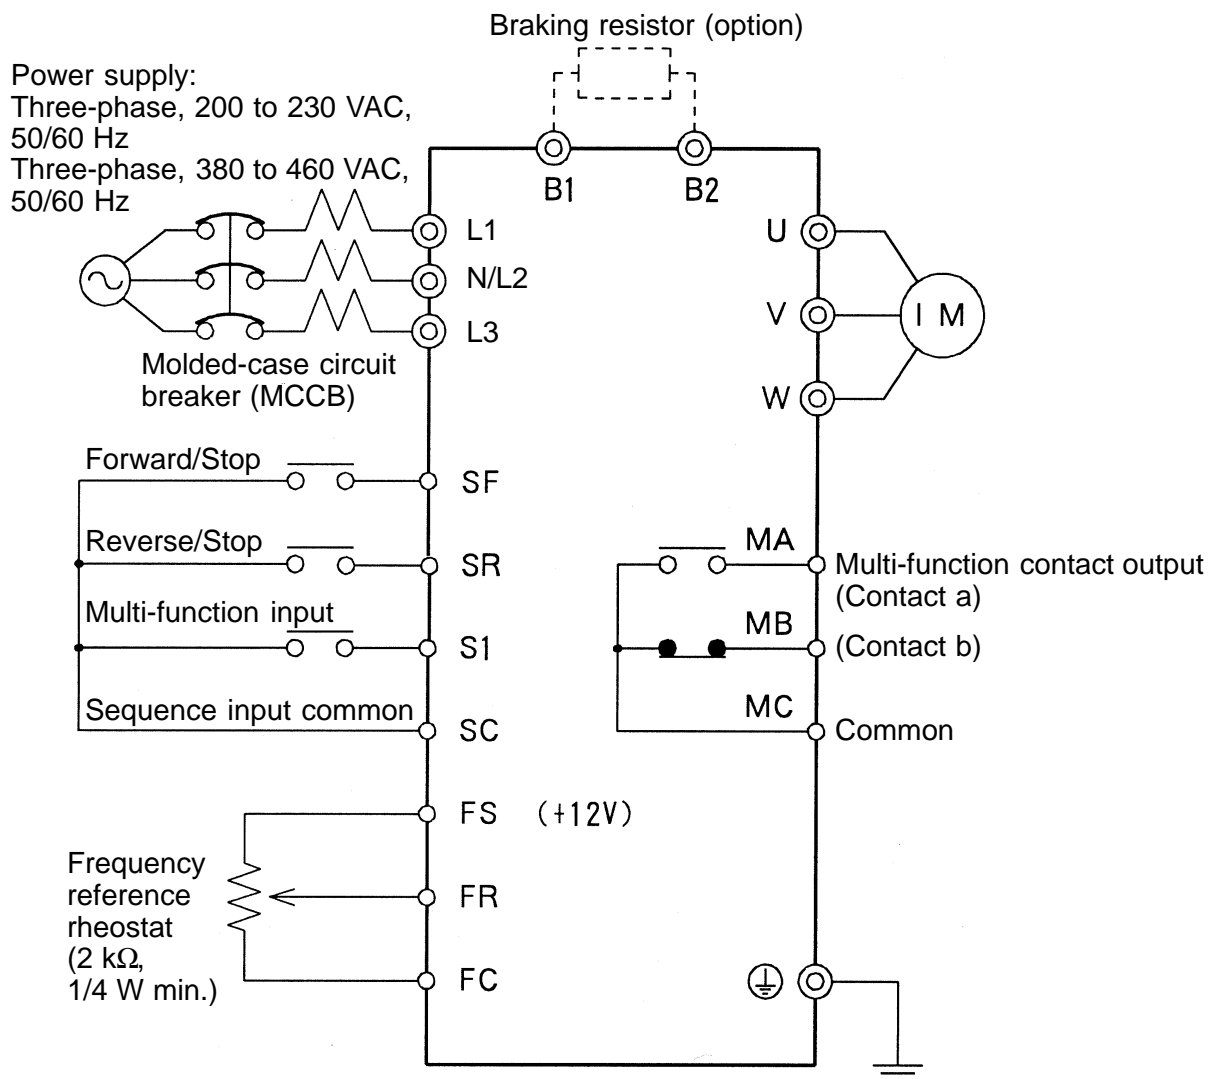 Braking resistor (option)
Power supply:
Three-phase, 200 to 230 VAC,
50/60 Hz
Three-phase, 380 to 460 VAC,
50/60 Hz
B1
B2
L1
N/L2
L3
U
V
W
I M
Molded-case circuit
breaker (MCCB)
Forward/Stop
SF
Reverse/Stop
SR
Multi-function input
S1
Sequence input common
SC
MA
Multi-function contact output
(Contact a)
MB
(Contact b)
MC
Common
FS (+12V)
Frequency
reference
rheostat
(2 kΩ,
1/4 W min.)
FR
FC